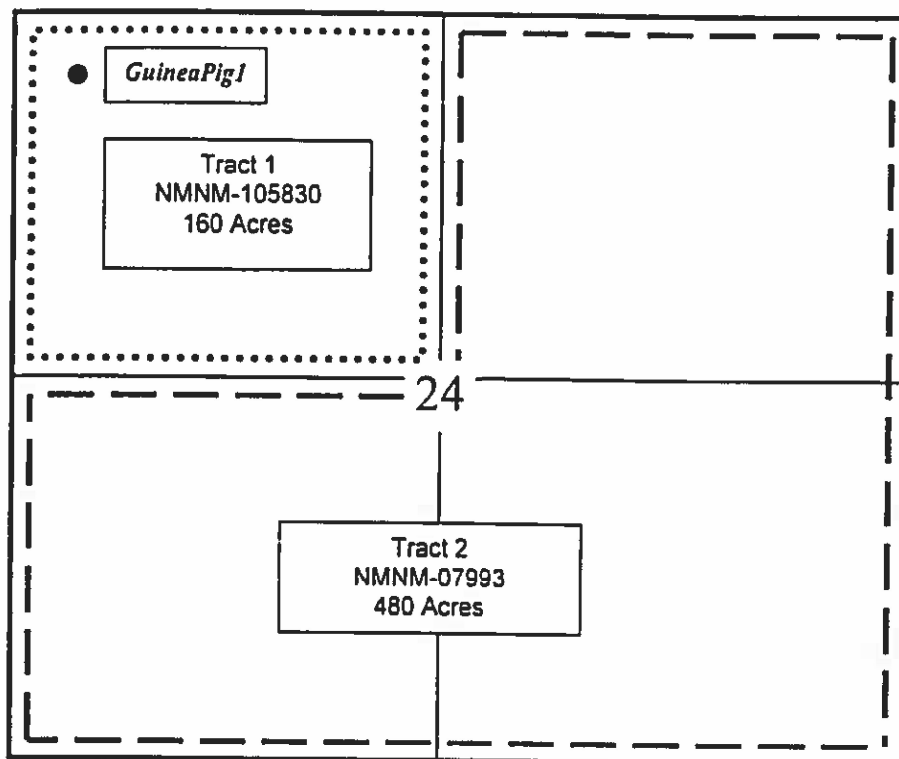 GuineaPig1
Tract 1
NMNM-105830
160 Acres
24
Tract 2
NMNM-07993
480 Acres